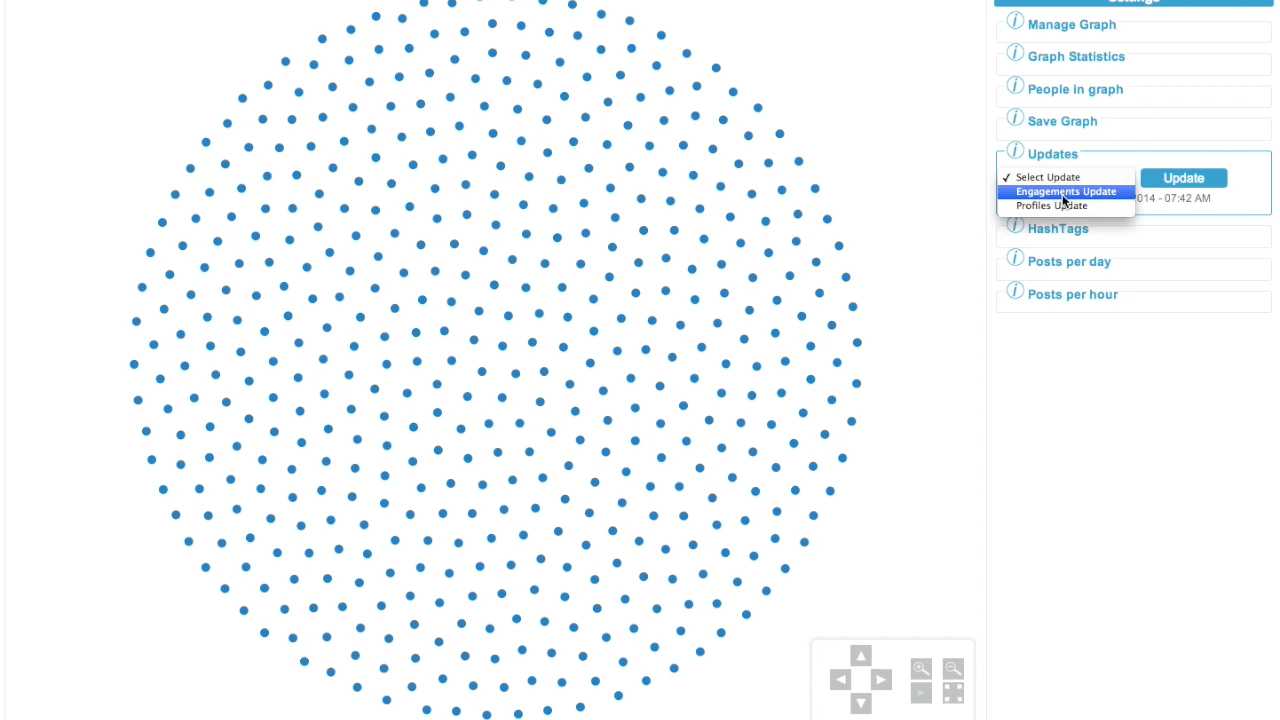 Settings
Manage Graph
Graph Statistics
People in graph
Save Graph
Updates
✓ Select Update
Update
Engagements Update
014 - 07:42 AM
Profiles Update
HashTags
Posts per day
Posts per hour